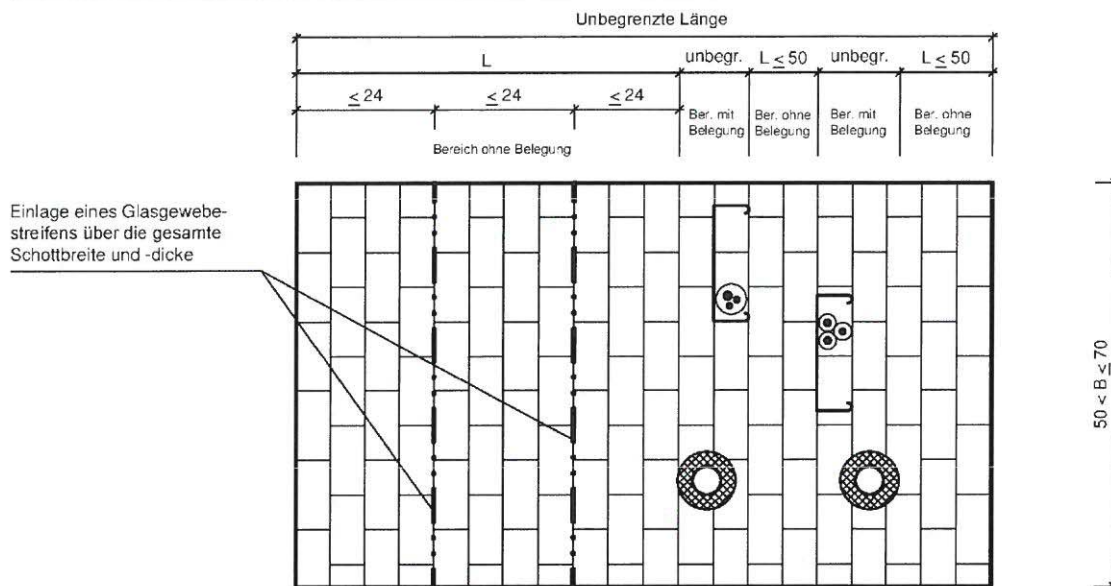 Unbegrenzte Länge
L
unbegr.
L ≤ 50
unbegr.
L ≤ 50
≤ 24
≤ 24
≤ 24
Ber. mit
Belegung
Ber. ohne
Belegung
Ber. mit
Belegung
Ber. ohne
Belegung
Bereich ohne Belegung
Einlage eines Glasgewebe-
streifens über die gesamte
Schottbreite und -dicke
50 < B ≤ 70